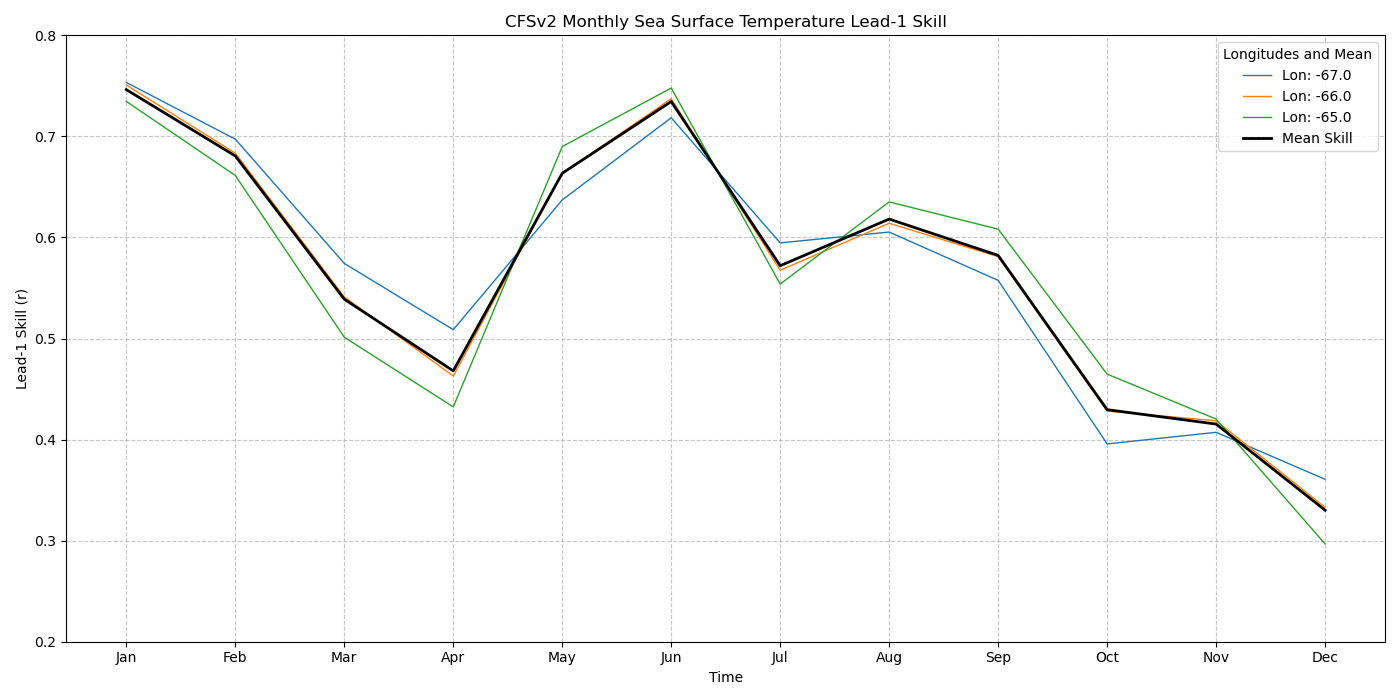 CFSv2 Monthly Sea Surface Temperature Lead-1 Skill
Longitudes and Mean
Lon: -67.0
Lon: -66.0
Lon: -65.0
Mean Skill
Lead-1 Skill (r)
0.8
0.7
0.6
0.5
0.4
0.3
0.2
Jan Feb Mar Apr May Jun Jul Aug Sep Oct Nov Dec
Time